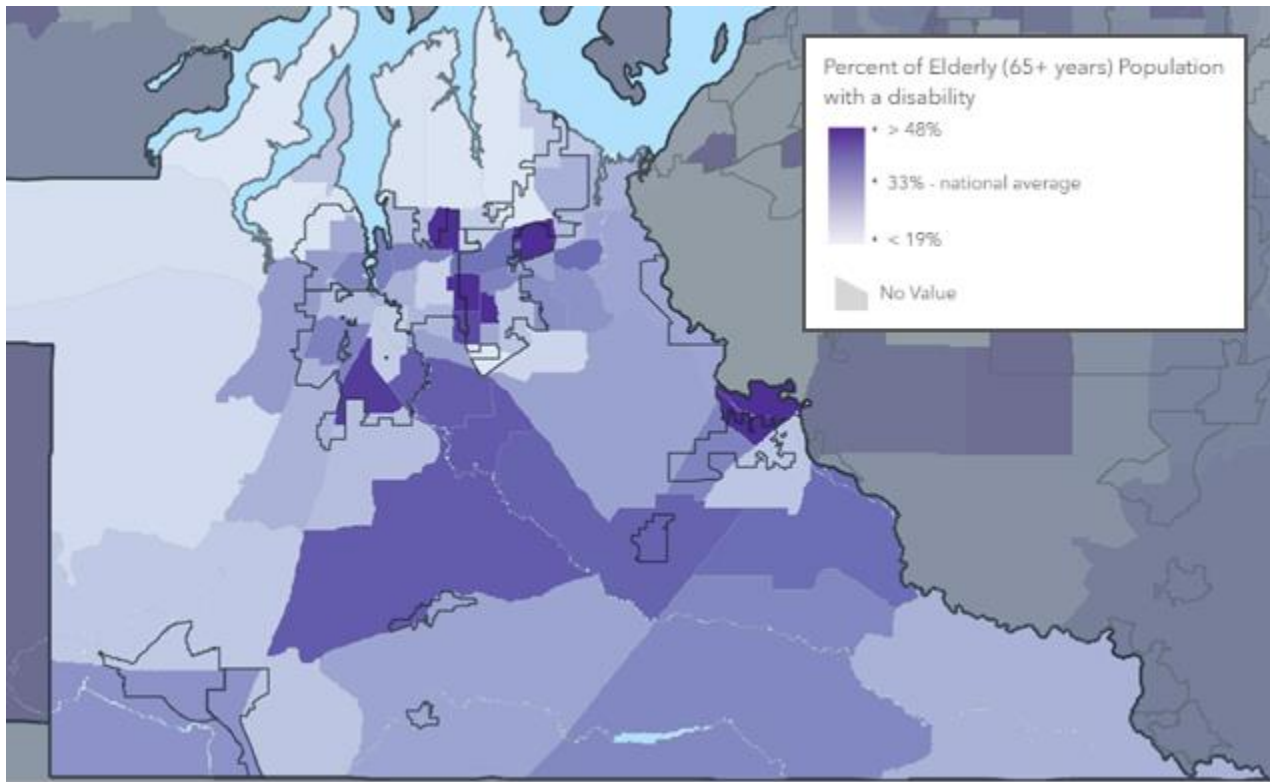 Percent of Elderly (65+ years) Population
with a disability
• > 48%
• 33% - national average
• < 19%
No Value